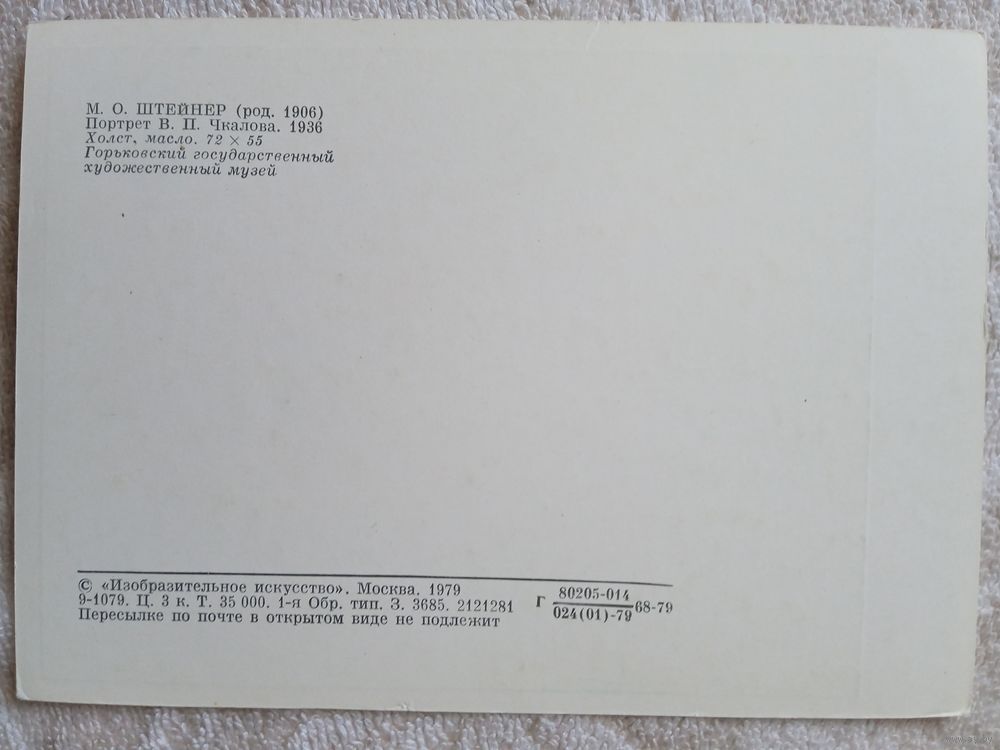 М. О. ШТЕЙНЕР (род. 1906)
Портрет В. П. Чкалова. 1936
Холст, масло. 72 × 55
Горьковский государственный
художественный музей
© «Изобразительное искусство». Москва. 1979
9-1079. Ц. 3 к. Т. 35 000. 1-я Обр. тип. З. 3685. 2121281
Пересылке по почте в открытом виде не подлежит
Г 80205-014
024(01)-79 68-79